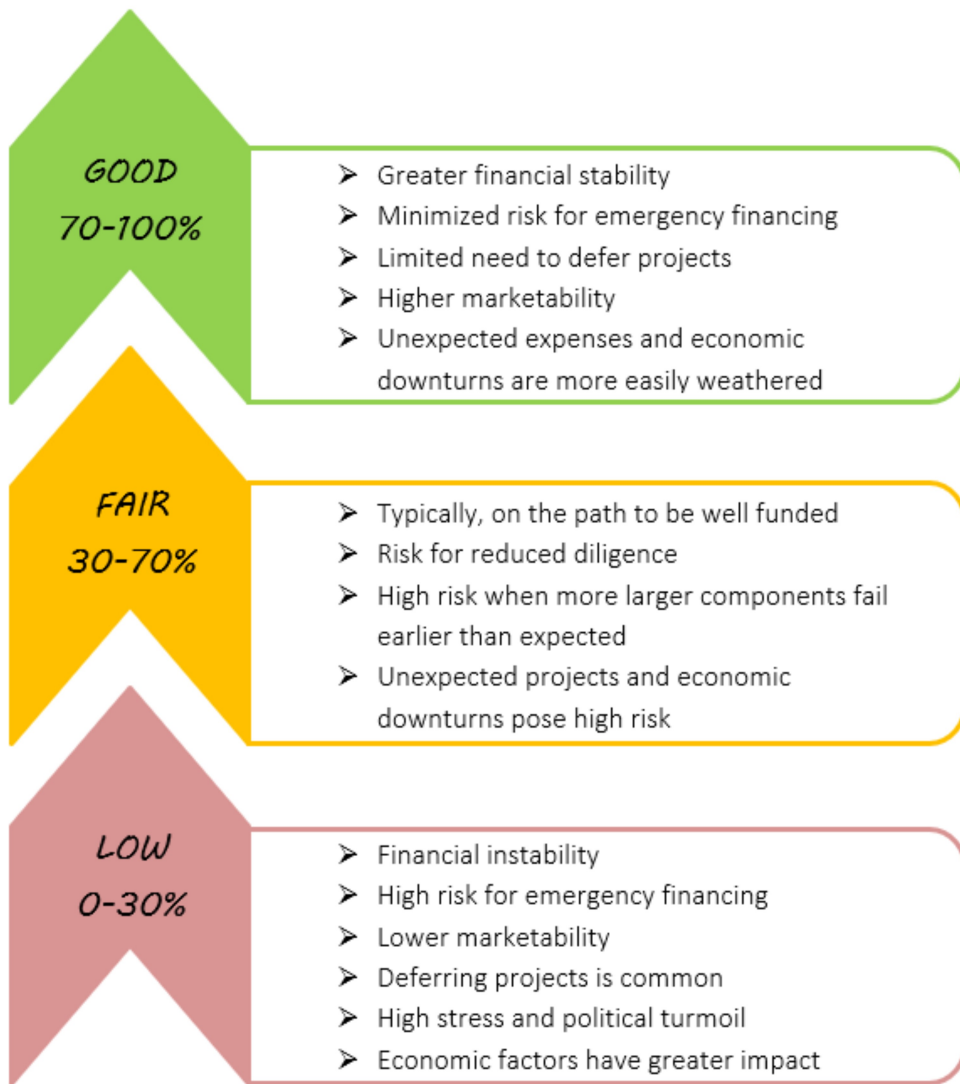 GOOD
70-100%
➤ Greater financial stability
➤ Minimized risk for emergency financing
➤ Limited need to defer projects
➤ Higher marketability
➤ Unexpected expenses and economic
downturns are more easily weathered
FAIR
30-70%
➤ Typically, on the path to be well funded
➤ Risk for reduced diligence
➤ High risk when more larger components fail
earlier than expected
➤ Unexpected projects and economic
downturns pose high risk
LOW
0-30%
➤ Financial instability
➤ High risk for emergency financing
➤ Lower marketability
➤ Deferring projects is common
➤ High stress and political turmoil
➤ Economic factors have greater impact